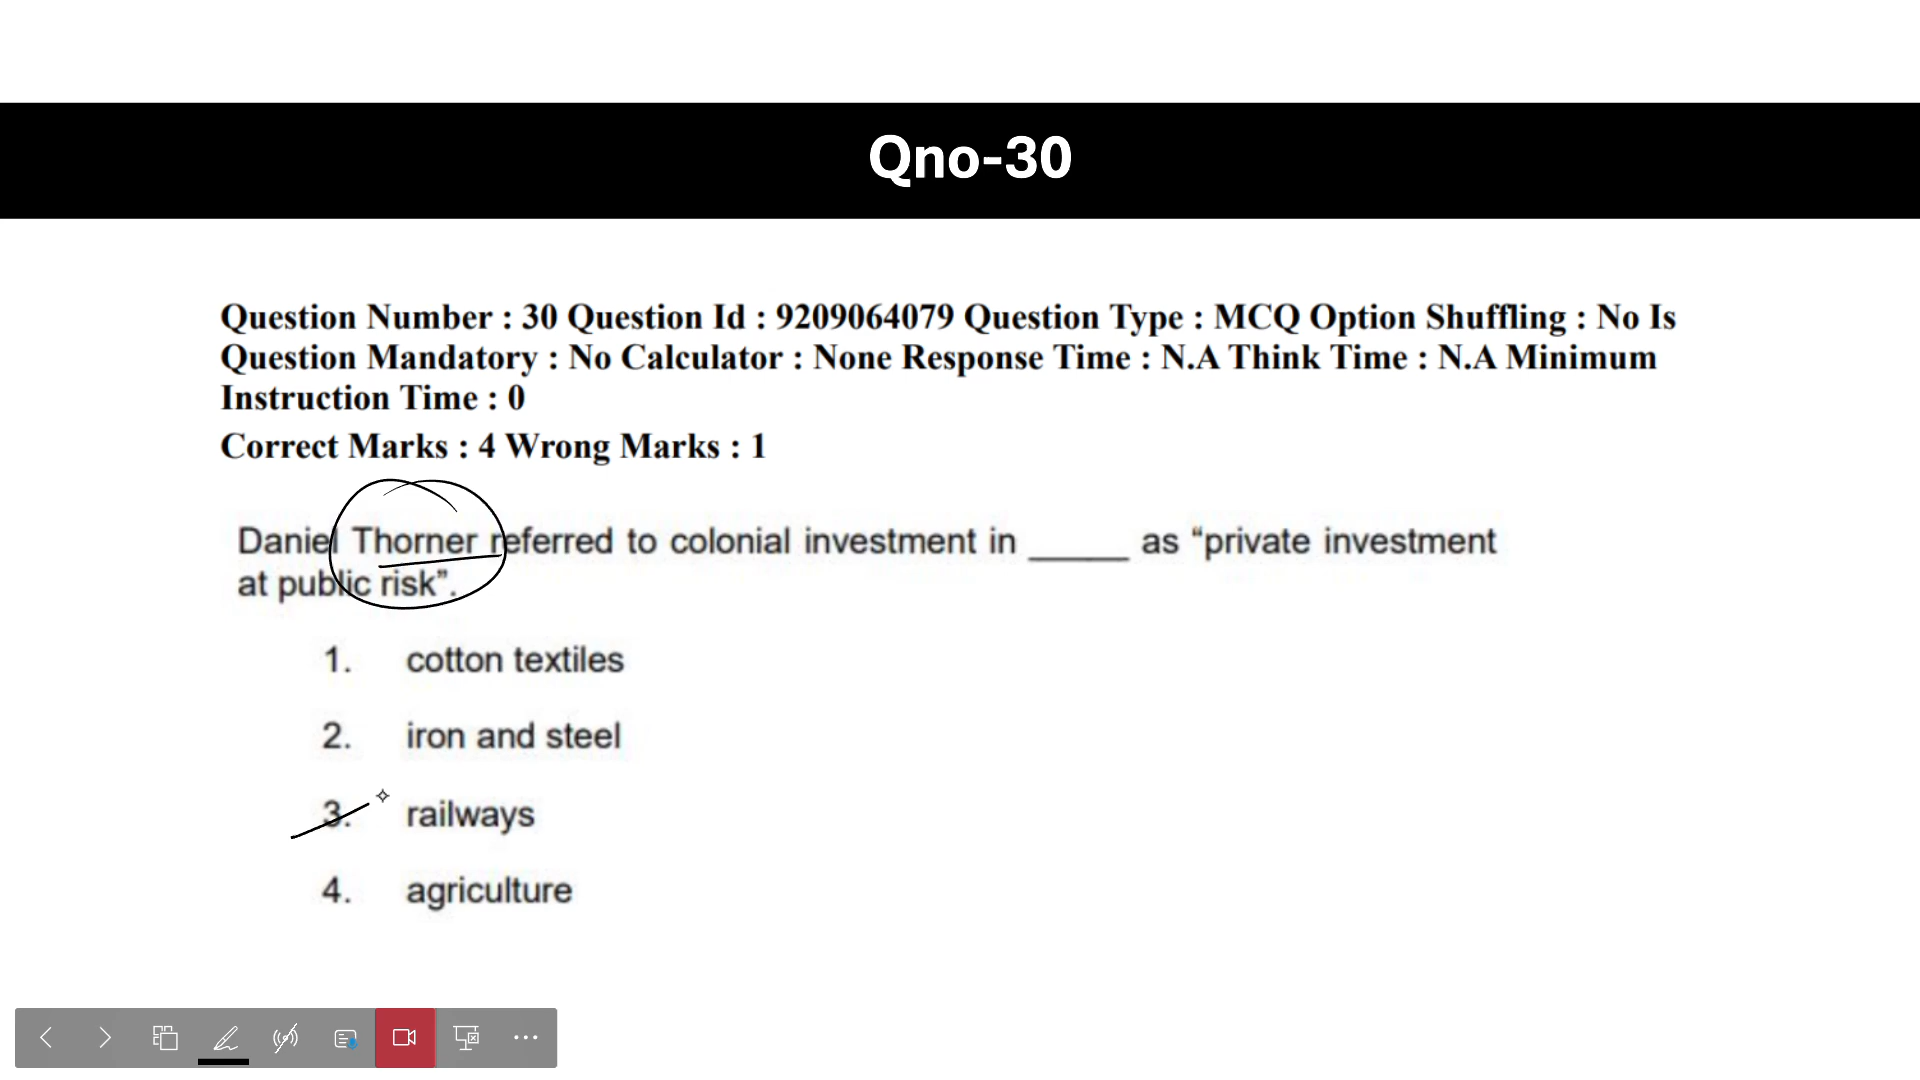 Qno-30
Question Number : 30 Question Id : 9209064079 Question Type : MCQ Option Shuffling : No Is
Question Mandatory : No Calculator : None Response Time : N.A Think Time : N.A Minimum
Instruction Time : 0
Correct Marks : 4 Wrong Marks : 1
Daniel Thorner referred to colonial investment in _____ as “private investment
at public risk”.
1. cotton textiles
2. iron and steel
3. railways
4. agriculture